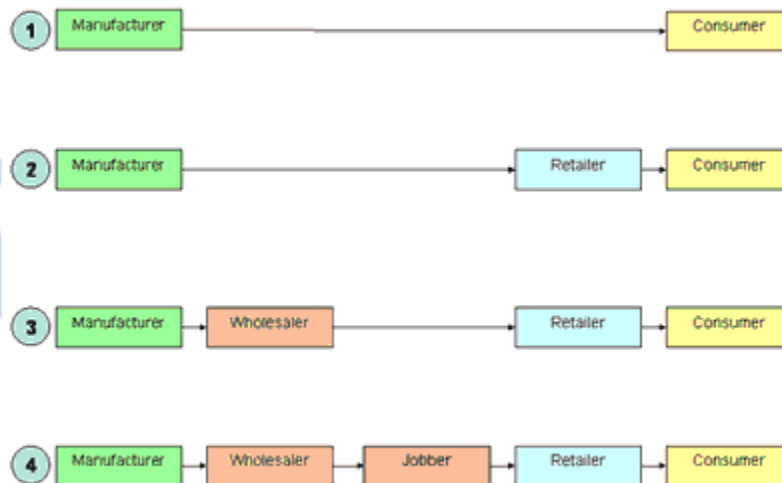 1 Manufacturer Consumer
2 Manufacturer Retailer Consumer
3 Manufacturer Wholesaler Retailer Consumer
4 Manufacturer Wholesaler Jobber Retailer Consumer